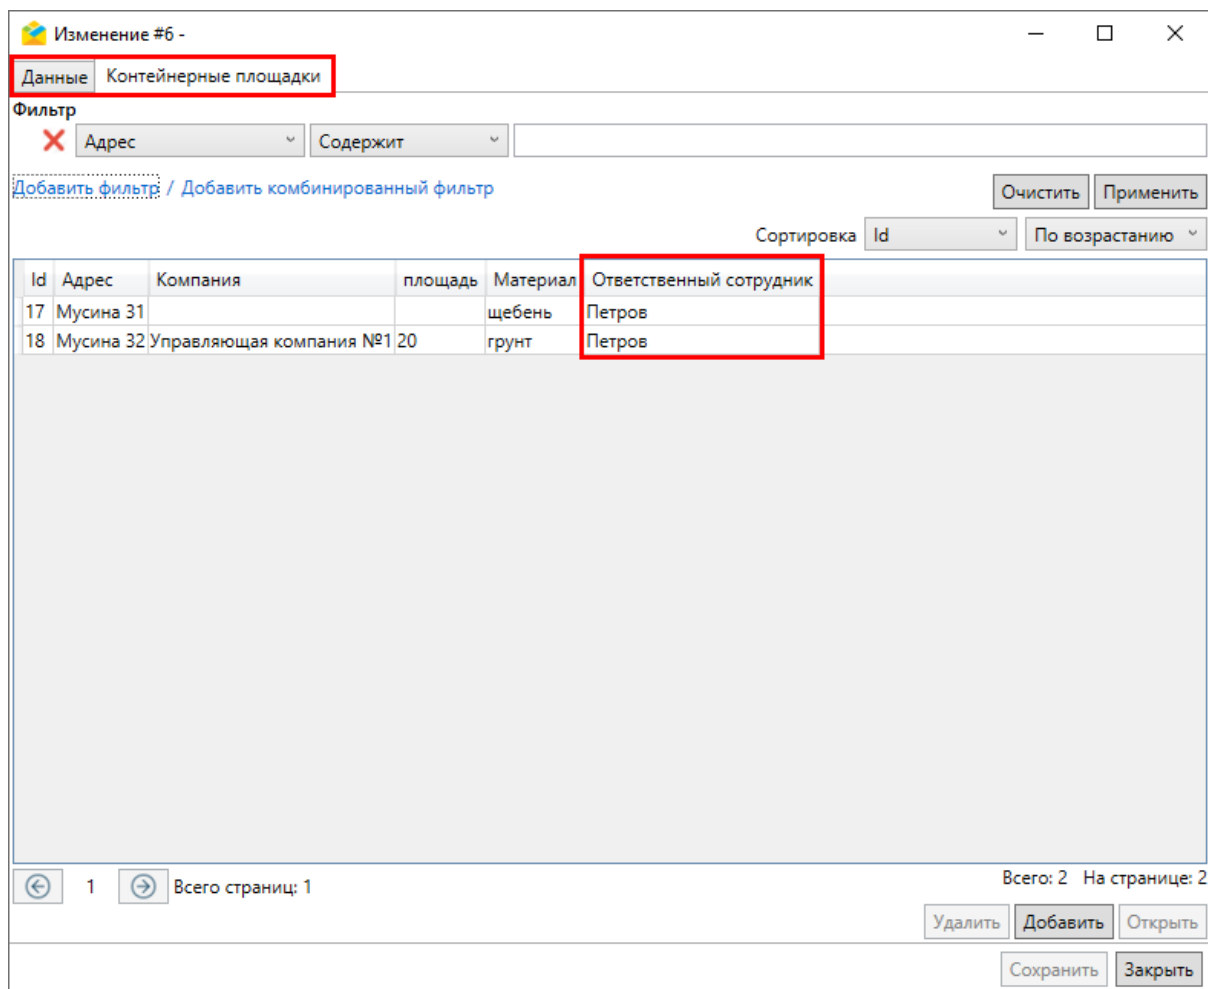 Изменение #6 -
Данные Контейнерные площадки
Фильтр
Адрес Содержит
Добавить фильтр / Добавить комбинированный фильтр Очистить Применить
Сортировка Id По возрастанию
Id Адрес Компания площадь Материал Ответственный сотрудник
17 Мусина 31 щебень Петров
18 Мусина 32 Управляющая компания №1 20 грунт Петров
1 Всего страниц: 1 Всего: 2 На странице: 2
Удалить Добавить Открыть
Сохранить Закрыть